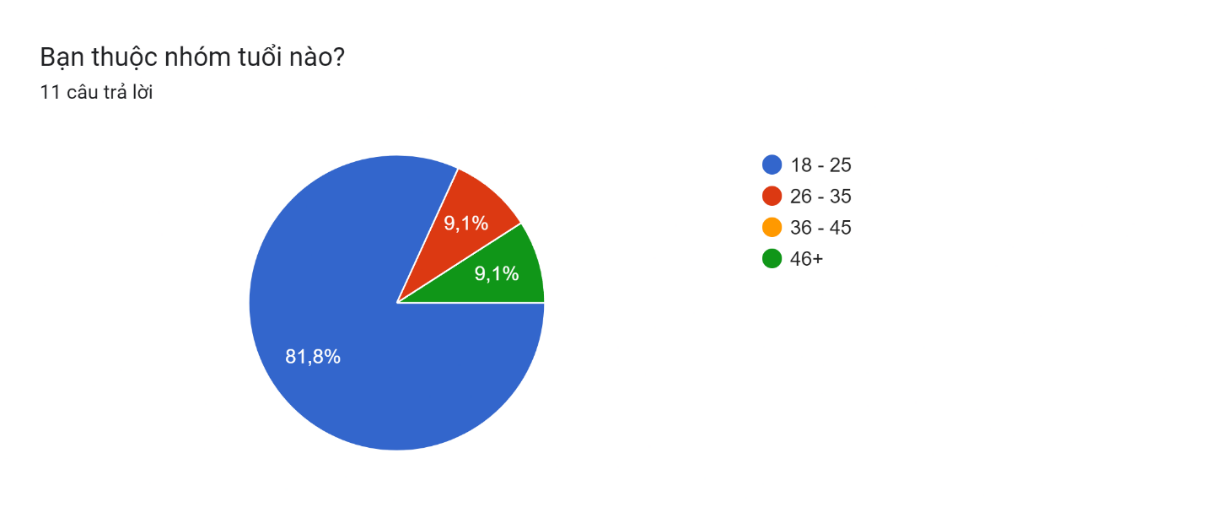 Bạn thuộc nhóm tuổi nào?
11 câu trả lời
18 - 25
26 - 35
36 - 45
46+
9,1%
9,1%
81,8%